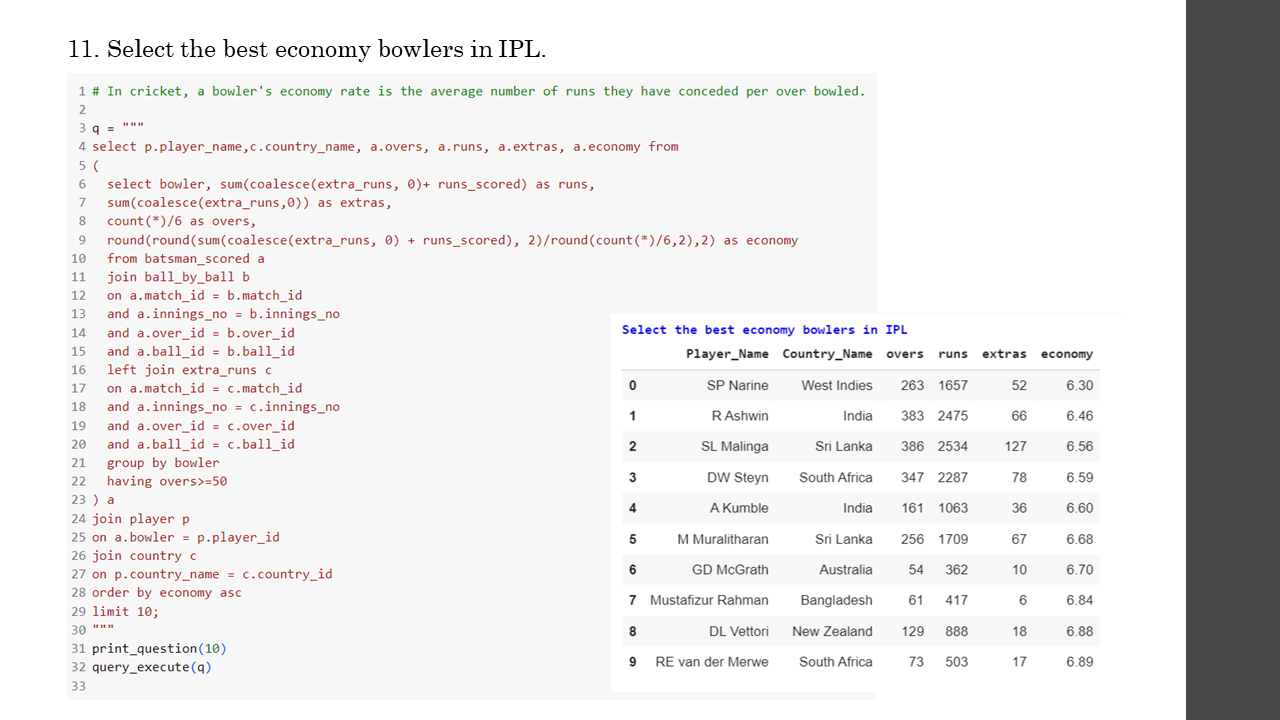 11. Select the best economy bowlers in IPL.
1 # In cricket, a bowler's economy rate is the average number of runs they have conceded per over bowled.
2
3 q = """
4 select p.player_name,c.country_name, a.overs, a.runs, a.extras, a.economy from
5 (
6   select bowler, sum(coalesce(extra_runs, 0)+ runs_scored) as runs,
7   sum(coalesce(extra_runs,0)) as extras,
8   count(*)/6 as overs,
9   round(round(sum(coalesce(extra_runs, 0) + runs_scored), 2)/round(count(*)/6,2),2) as economy
10   from batsman_scored a
11   join ball_by_ball b
12   on a.match_id = b.match_id
13   and a.innings_no = b.innings_no
14   and a.over_id = b.over_id
15   and a.ball_id = b.ball_id
16   left join extra_runs c
17   on a.match_id = c.match_id
18   and a.innings_no = c.innings_no
19   and a.over_id = c.over_id
20   and a.ball_id = c.ball_id
21   group by bowler
22   having overs>=50
23 ) a
24 join player p
25 on a.bowler = p.player_id
26 join country c
27 on p.country_name = c.country_id
28 order by economy asc
29 limit 10;
30 """
31 print_question(10)
32 query_execute(q)
33
Select the best economy bowlers in IPL
Player_Name Country_Name overs runs extras economy
0 SP Narine West Indies 263 1657 52 6.30
1 R Ashwin India 383 2475 66 6.46
2 SL Malinga Sri Lanka 386 2534 127 6.56
3 DW Steyn South Africa 347 2287 78 6.59
4 A Kumble India 161 1063 36 6.60
5 M Muralitharan Sri Lanka 256 1709 67 6.68
6 GD McGrath Australia 54 362 10 6.70
7 Mustafizur Rahman Bangladesh 61 417 6 6.84
8 DL Vettori New Zealand 129 888 18 6.88
9 RE van der Merwe South Africa 73 503 17 6.89